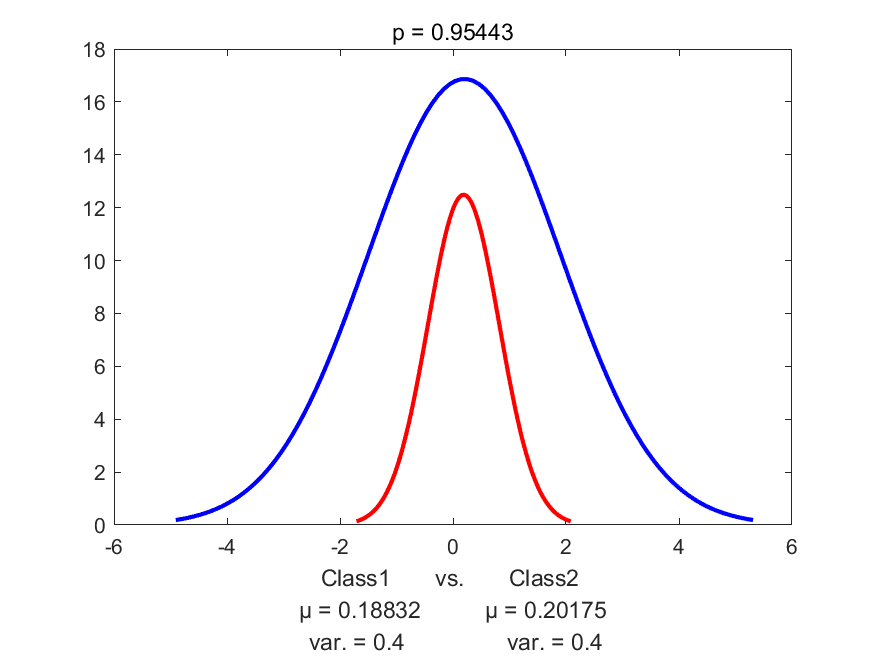 p = 0.95443
18
16
14
12
10
8
6
4
2
0
-6 -4 -2 0 2 4 6
Class1 vs. Class2
μ = 0.18832 μ = 0.20175
var. = 0.4 var. = 0.4